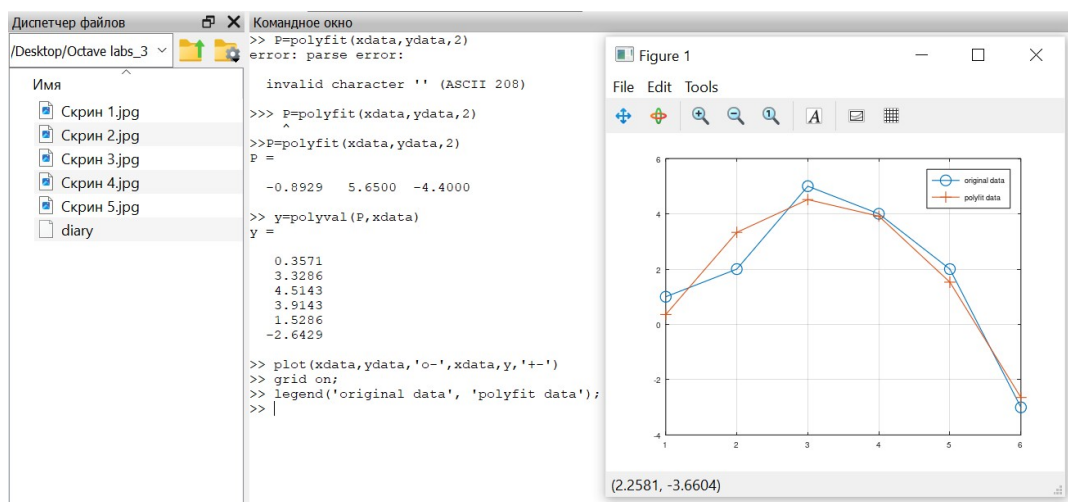 Диспетчер файлов
/Desktop/Octave labs_3
Имя
Скрин 1.jpg
Скрин 2.jpg
Скрин 3.jpg
Скрин 4.jpg
Скрин 5.jpg
diary
Командное окно
>> P=polyfit(xdata,ydata,2)
error: parse error:
invalid character '' (ASCII 208)
>>> P=polyfit(xdata,ydata,2)
^
>>P=polyfit(xdata,ydata,2)
P =
-0.8929 5.6500 -4.4000
>> y=polyval(P,xdata)
y =
0.3571
3.3286
4.5143
3.9143
1.5286
-2.6429
>> plot(xdata,ydata,'o-',xdata,y,'+-')
>> grid on;
>> legend('original data', 'polyfit data');
>>
Figure 1
File Edit Tools
A
original data
polyfit data
6
4
2
0
-2
-4
1 2 3 4 5 6
(2.2581, -3.6604)